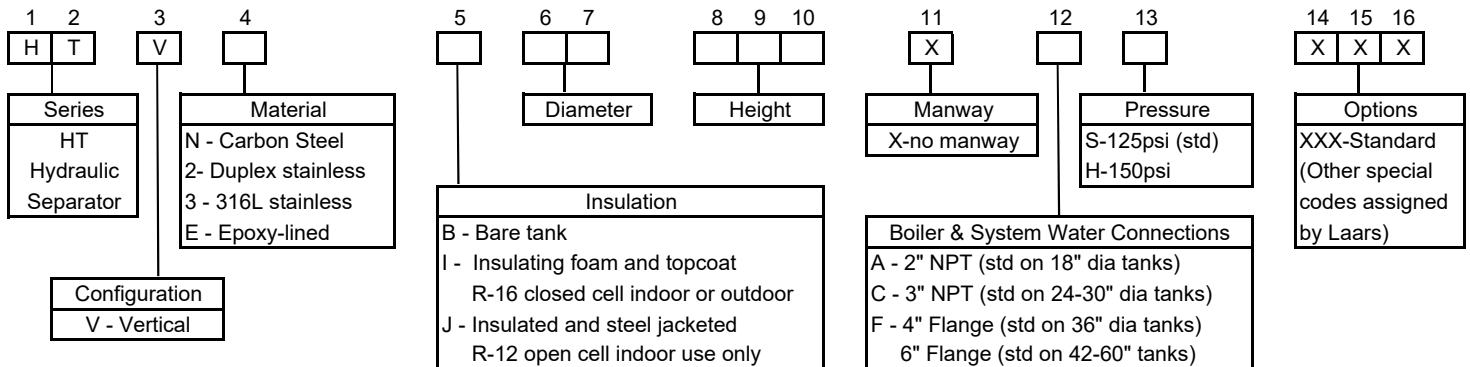 1 2 3 4 5 6 7 8 9 10 11 12 13 14 15 16
H T V X X X X
Series
HT
Hydraulic
Separator
Material
N - Carbon Steel
2- Duplex stainless
3 - 316L stainless
E - Epoxy-lined
Configuration
V - Vertical
Insulation
B - Bare tank
I - Insulating foam and topcoat
R-16 closed cell indoor or outdoor
J - Insulated and steel jacketed
R-12 open cell indoor use only
Diameter
Height
Manway
X-no manway
Boiler & System Water Connections
A - 2" NPT (std on 18" dia tanks)
C - 3" NPT (std on 24-30" dia tanks)
F - 4" Flange (std on 36" dia tanks)
6" Flange (std on 42-60" tanks)
Pressure
S-125psi (std)
H-150psi
Options
XXX-Standard
(Other special
codes assigned
by Laars)